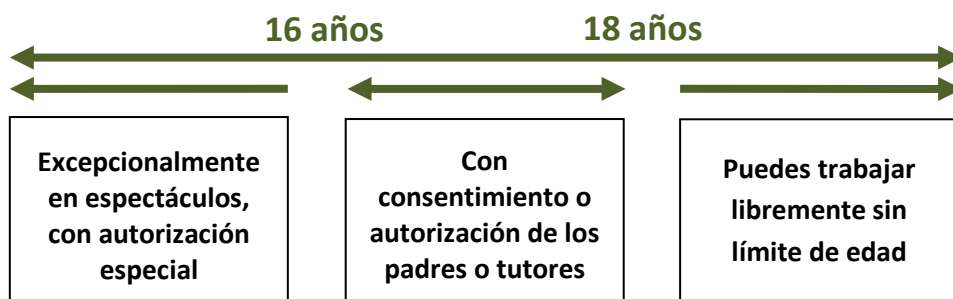 16 años
18 años
Excepcionalmente
en espectáculos,
con autorización
especial
Con
consentimiento o
autorización de los
padres o tutores
Puedes trabajar
libremente sin
límite de edad